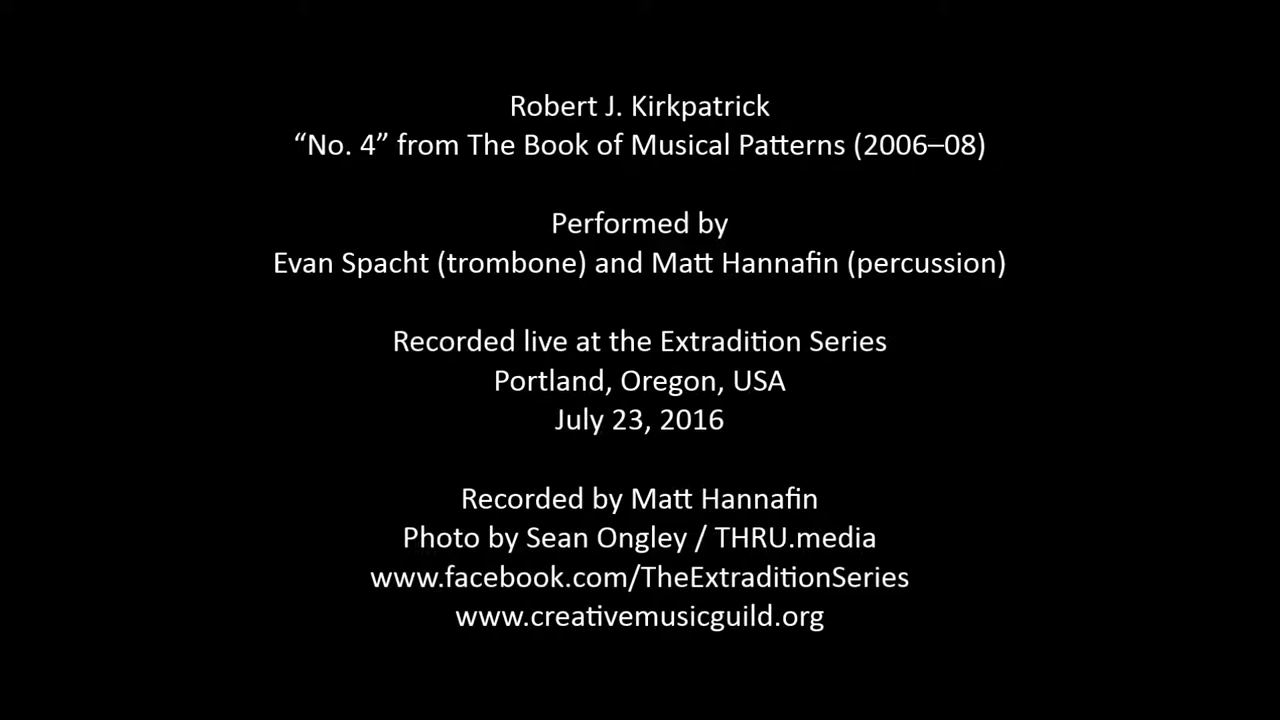 Robert J. Kirkpatrick
“No. 4” from The Book of Musical Patterns (2006–08)
Performed by
Evan Spacht (trombone) and Matt Hannafin (percussion)
Recorded live at the Extradition Series
Portland, Oregon, USA
July 23, 2016
Recorded by Matt Hannafin
Photo by Sean Ongley / THRU.media
www.facebook.com/TheExtraditionSeries
www.creativemusicguild.org